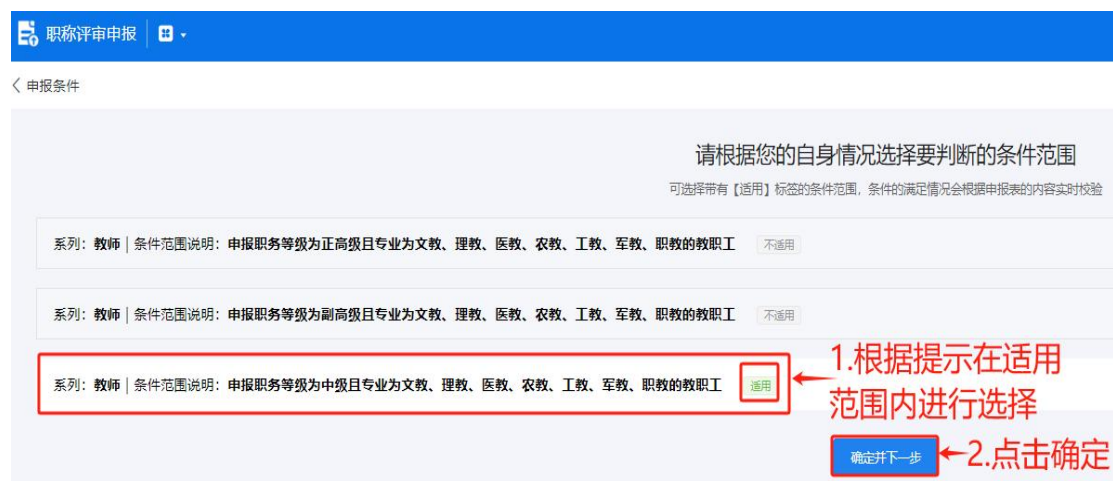 职称评审申报
申报条件
请根据您的自身情况选择要判断的条件范围
可选择带有【适用】标签的条件范围，条件的满足情况会根据申报表的内容实时校验
系列：教师 | 条件范围说明：申报职务等级为正高级且专业为文教、理教、医教、农教、工教、军教、职教的教职工 不适用
系列：教师 | 条件范围说明：申报职务等级为副高级且专业为文教、理教、医教、农教、工教、军教、职教的教职工 不适用
系列：教师 | 条件范围说明：申报职务等级为中级且专业为文教、理教、医教、农教、工教、军教、职教的教职工 适用
1.根据提示在适用
范围内进行选择
确定并下一步
2.点击确定